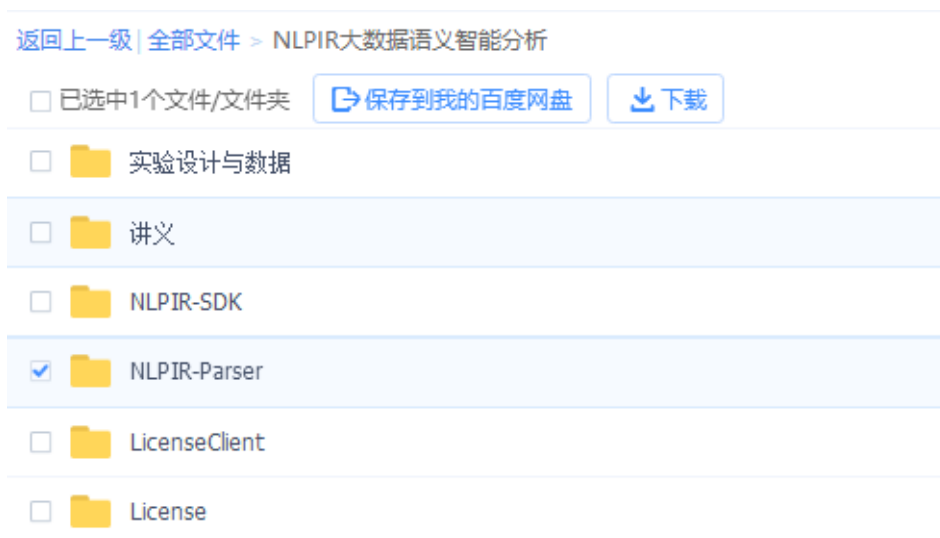 返回上一级 | 全部文件 > NLPIR大数据语义智能分析
已选中1个文件/文件夹 保存到我的百度网盘 下载
实验设计与数据
讲义
NLPIR-SDK
NLPIR-Parser
LicenseClient
License